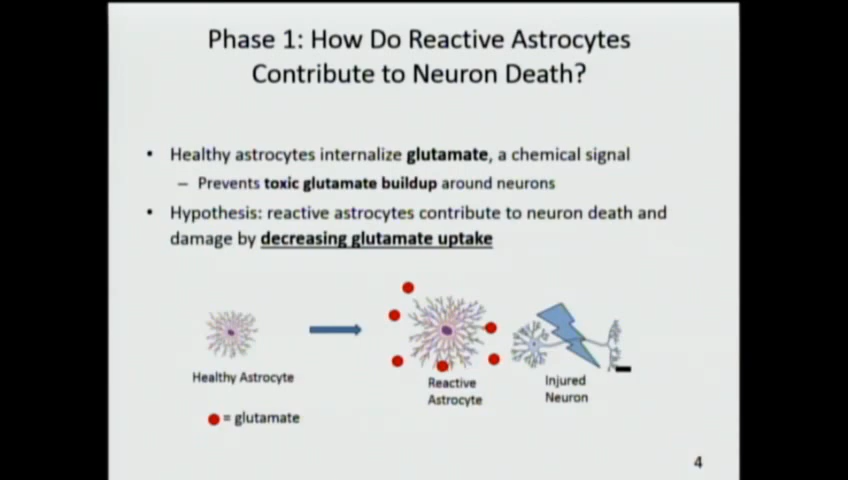 Phase 1: How Do Reactive Astrocytes
Contribute to Neuron Death?
• Healthy astrocytes internalize glutamate, a chemical signal
– Prevents toxic glutamate buildup around neurons
• Hypothesis: reactive astrocytes contribute to neuron death and
damage by decreasing glutamate uptake
Healthy Astrocyte
Reactive
Astrocyte
Injured
Neuron
= glutamate
4